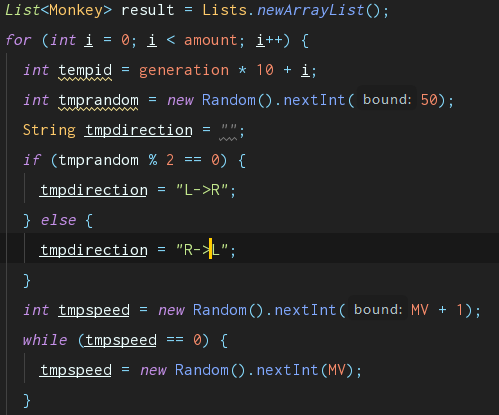 List<Monkey> result = Lists.newArrayList();
for (int i = 0; i < amount; i++) {
int tempid = generation * 10 + i;
int tmprandom = new Random().nextInt( bound: 50);
String tmpdirection = "";
if (tmprandom % 2 == 0) {
tmpdirection = "L->R";
} else {
tmpdirection = "R->L";
}
int tmpspeed = new Random().nextInt( bound: MV + 1);
while (tmpspeed == 0) {
tmpspeed = new Random().nextInt(MV);
}